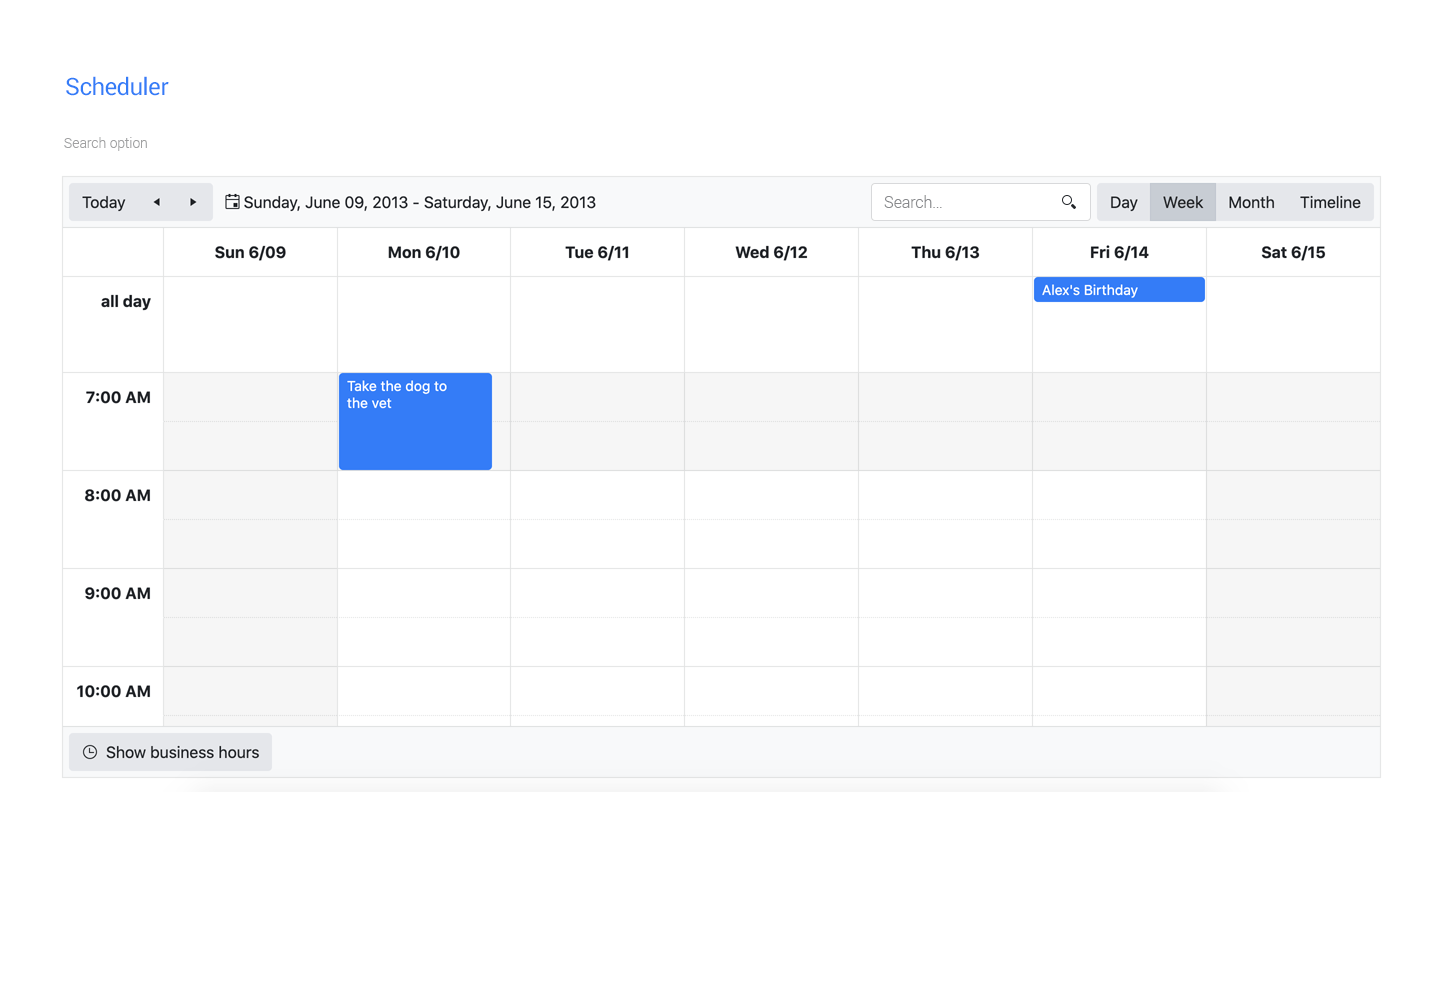 Scheduler
Search option
Today
Sunday, June 09, 2013 - Saturday, June 15, 2013
Search...
Day
Week
Month
Timeline
Sun 6/09
Mon 6/10
Tue 6/11
Wed 6/12
Thu 6/13
Fri 6/14
Sat 6/15
all day
Alex's Birthday
7:00 AM
Take the dog to
the vet
8:00 AM
9:00 AM
10:00 AM
Show business hours